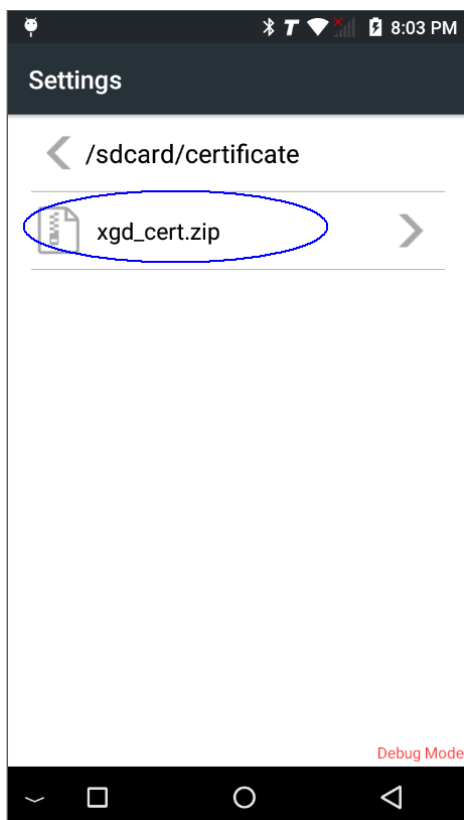 T 8:03 PM
Settings
/sdcard/certificate
xgd_cert.zip
Debug Mode